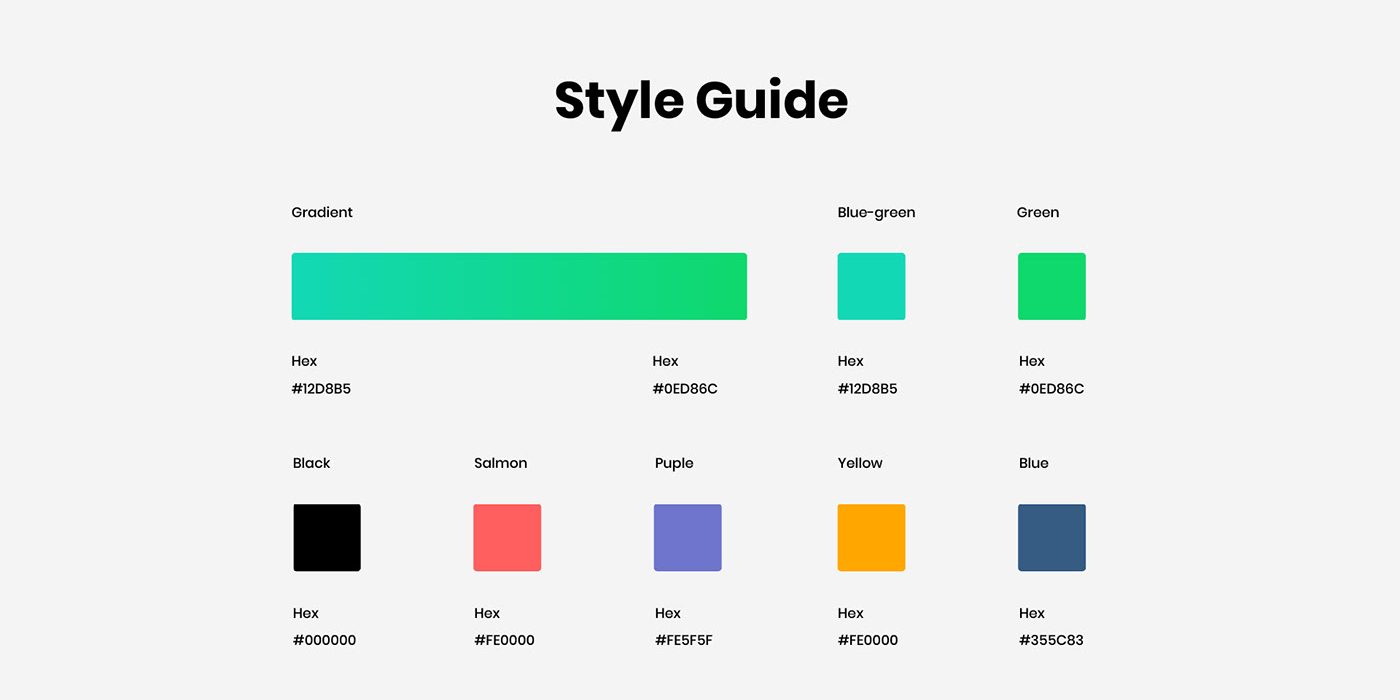 Style Guide
Gradient
Blue-green
Green
Hex
Hex
Hex
Hex
#12D8B5
#0ED86C
#12D8B5
#0ED86C
Black
Salmon
Puple
Yellow
Blue
Hex
Hex
Hex
Hex
Hex
#000000
#FE0000
#FE5F5F
#FE0000
#355C83